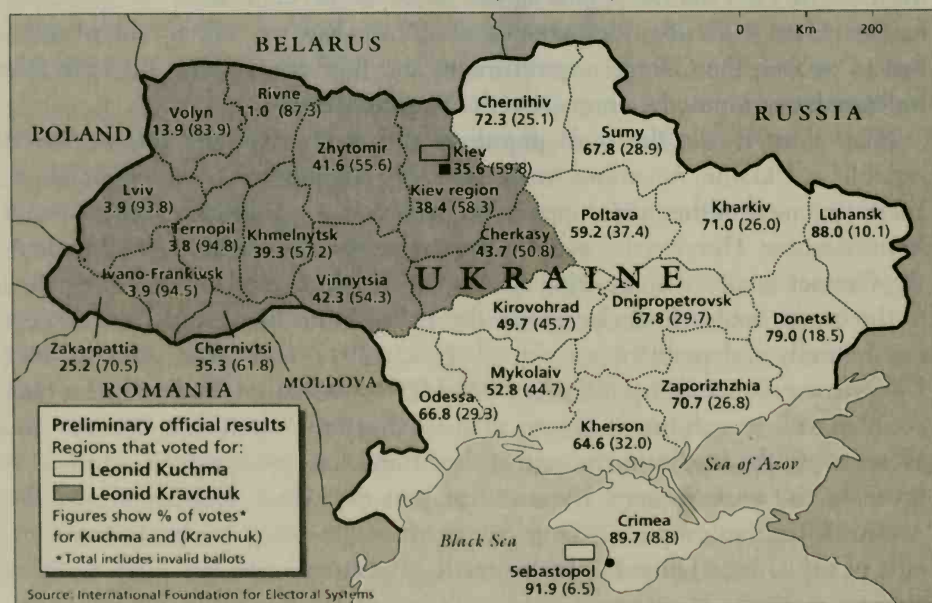 0 Km 200
BELARUS
RUSSIA
POLAND
UKRAINE
ROMANIA
MOLDOVA
Volyn
13.9 (83.9)
Rivne
11.0 (87.3)
Zhytomir
41.6 (55.6)
Kiev
35.6 (59.8)
Kiev region
38.4 (58.3)
Chernihiv
72.3 (25.1)
Sumy
67.8 (28.9)
Lviv
3.9 (93.8)
Ternopil
3.8 (94.8)
Khmelnytsk
39.3 (57.2)
Ivano-Frankivsk
3.9 (94.5)
Vinnytsia
42.3 (54.3)
Cherkasy
43.7 (50.8)
Poltava
59.2 (37.4)
Kharkiv
71.0 (26.0)
Luhansk
88.0 (10.1)
Zakarpattia
25.2 (70.5)
Chernivtsi
35.3 (61.8)
Kirovohrad
49.7 (45.7)
Dnipropetrovsk
67.8 (29.7)
Donetsk
79.0 (18.5)
Odessa
66.8 (29.3)
Mykolaiv
52.8 (44.7)
Zaporizhzhia
70.7 (26.8)
Kherson
64.6 (32.0)
Sea of Azov
Black Sea
Crimea
89.7 (8.8)
Sebastopol
91.9 (6.5)
Preliminary official results
Regions that voted for:
Leonid Kuchma
Leonid Kravchuk
Figures show % of votes*
for Kuchma and (Kravchuk)
* Total includes invalid ballots
Source: International Foundation for Electoral Systems